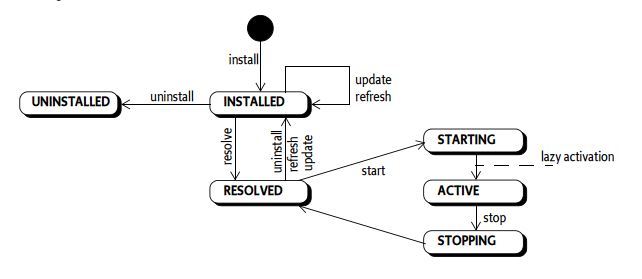 install
update
refresh
UNINSTALLED
uninstall
INSTALLED
resolve
uninstall
refresh
update
STARTING
lazy activation
start
RESOLVED
ACTIVE
stop
STOPPING